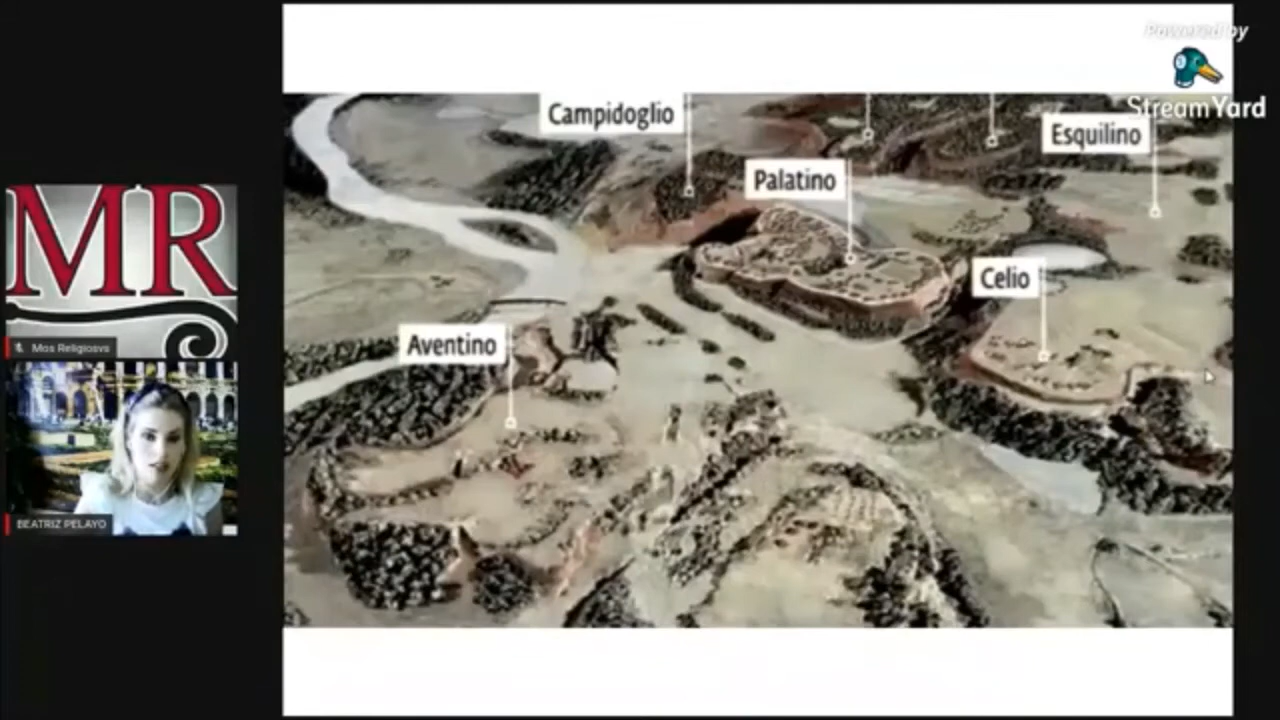 Powered by
StreamYard
Campidoglio
Esquilino
Palatino
Celio
Aventino
MR
Mos Religiosvs
BEATRIZ PELAYO